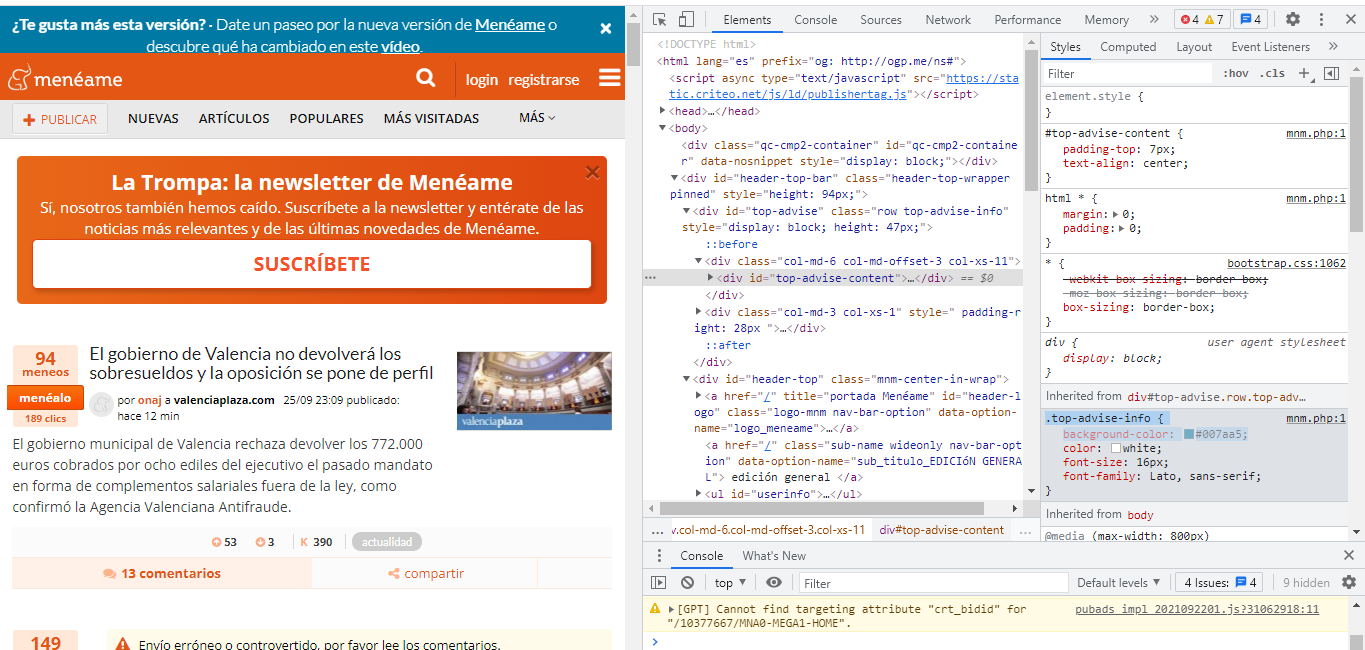 ¿Te gusta más esta versión? - Date un paseo por la nueva versión de Menéame o
descubre qué ha cambiado en este vídeo.
menéame
login registrarse
PUBLICAR
NUEVAS
ARTÍCULOS
POPULARES
MÁS VISITADAS
MÁS
La Trompa: la newsletter de Menéame
Sí, nosotros también hemos caído. Suscríbete a la newsletter y entérate de las
noticias más relevantes y de las últimas novedades de Menéame.
SUSCRÍBETE
94
meneos
menéalo
189 clics
El gobierno de Valencia no devolverá los
sobresueldos y la oposición se pone de perfil
por onaj a valenciaplaza.com 25/09 23:09 publicado:
hace 12 min
valenciaplaza
El gobierno municipal de Valencia rechaza devolver los 772.000
euros cobrados por ocho ediles del ejecutivo el pasado mandato
en forma de complementos salariales fuera de la ley, como
confirmó la Agencia Valenciana Antifraude.
53
3
K 390
actualidad
13 comentarios
compartir
149
Envío erróneo o controvertido, por favor lee los comentarios.
Elements
Console
Sources
Network
Performance
Memory
»
4
7
4
<!DOCTYPE html>
<html lang="es" prefix="og: http://ogp.me/ns#">
<script async type="text/javascript" src="https://sta
tic.criteo.net/js/ld/publishertag.js"></script>
<head>…</head>
<body>
<div class="qc-cmp2-container" id="qc-cmp2-containe
r" data-nosnippet style="display: block;"></div>
<div id="header-top-bar" class="header-top-wrapper
pinned" style="height: 94px;">
<div id="top-advise" class="row top-advise-info"
style="display: block; height: 47px;">
::before
<div class="col-md-6 col-md-offset-3 col-xs-11">
… <div id="top-advise-content">…</div> == $0
</div>
<div class="col-md-3 col-xs-1" style=" padding-r
ight: 28px ">…</div>
::after
</div>
<div id="header-top" class="mnm-center-in-wrap">
<a href="/" title="portada Menéame" id="header-l
ogo" class="logo-mnm nav-bar-option" data-option-
name="logo_meneame">…</a>
<a href="/" class="sub-name wideonly nav-bar-opt
ion" data-option-name="sub_titulo_EDICIóN GENERA
L"> edición general </a>
<ul id="userinfo">…</ul>
… v.col-md-6.col-md-offset-3.col-xs-11 div#top-advise-content …
Styles
Computed
Layout
Event Listeners
»
Filter
:hov .cls +
element.style {
}
#top-advise-content { mnm.php:1
padding-top: 7px;
text-align: center;
}
html * { mnm.php:1
margin: 0;
padding: 0;
}
* { bootstrap.css:1062
-webkit-box-sizing: border-box;
-moz-box-sizing: border-box;
box-sizing: border-box;
}
div { user agent stylesheet
display: block;
}
Inherited from div#top-advise.row.top-adv…
.top-advise-info { mnm.php:1
background-color: #007aa5;
color: white;
font-size: 16px;
font-family: Lato, sans-serif;
}
Inherited from body
@media (max-width: 800px)
Console
What's New
top
Filter
Default levels
4 Issues: 4
9 hidden
[GPT] Cannot find targeting attribute "crt_bidid" for pubads_impl_2021092201.js?31062918:11
"/10377667/MNA0-MEGA1-HOME".